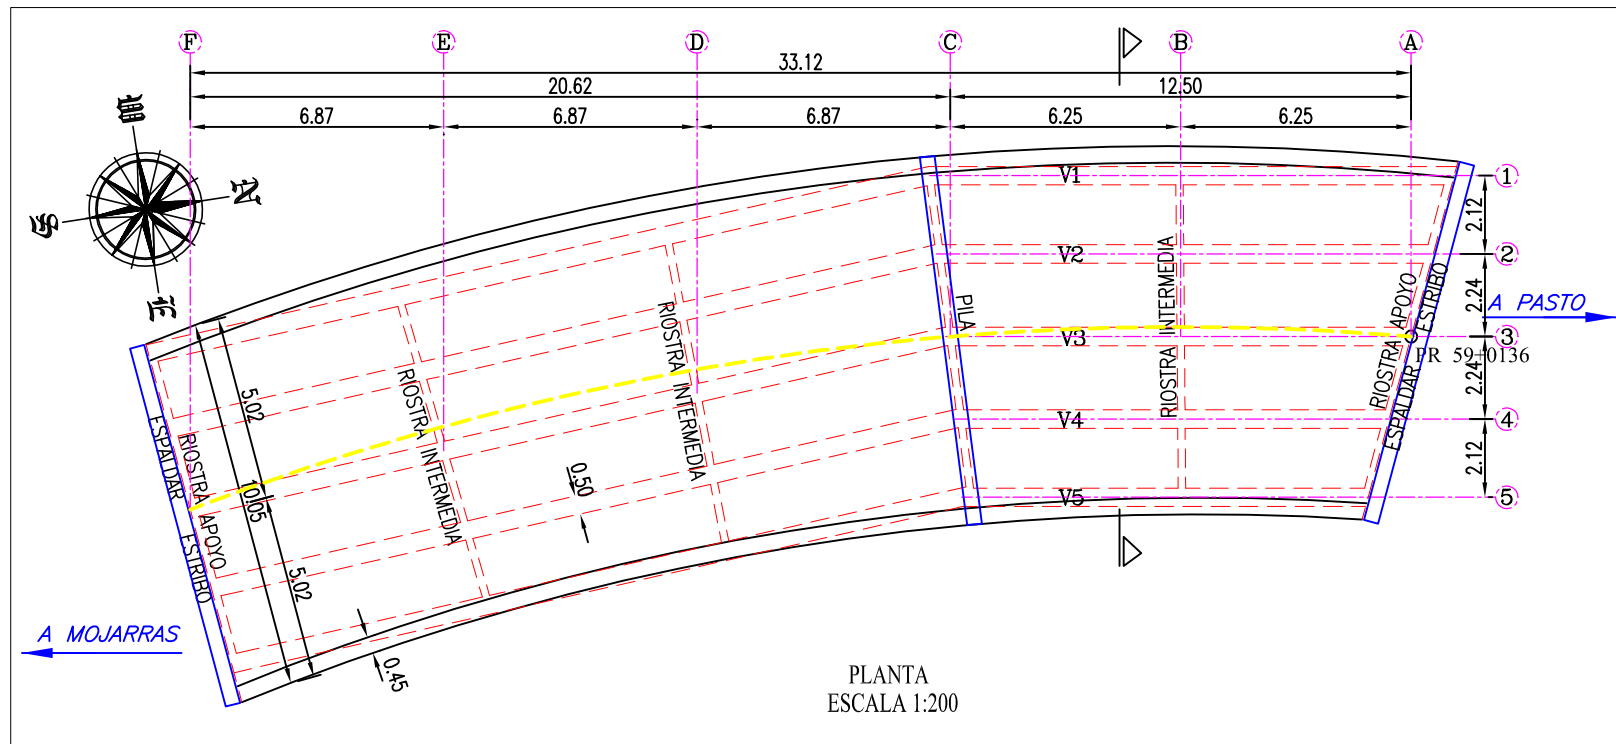 F
E
D
C
B
A
33.12
20.62
12.50
6.87
6.87
6.87
6.25
6.25
V1
1
2.12
V2
2
2.24
V3
3
2.24
V4
4
2.12
V5
5
PILA
RIOSTRA INTERMEDIA
RIOSTRA INTERMEDIA
RIOSTRA INTERMEDIA
RIOSTRA APOYO
ESPALDAR ESTRIBO
A PASTO
PR 59+0136
ESPALDAR ESTRIBO
RIOSTRA APOYO
5.02
10.05
5.02
0.50
0.45
A MOJARRAS
PLANTA
ESCALA 1:200